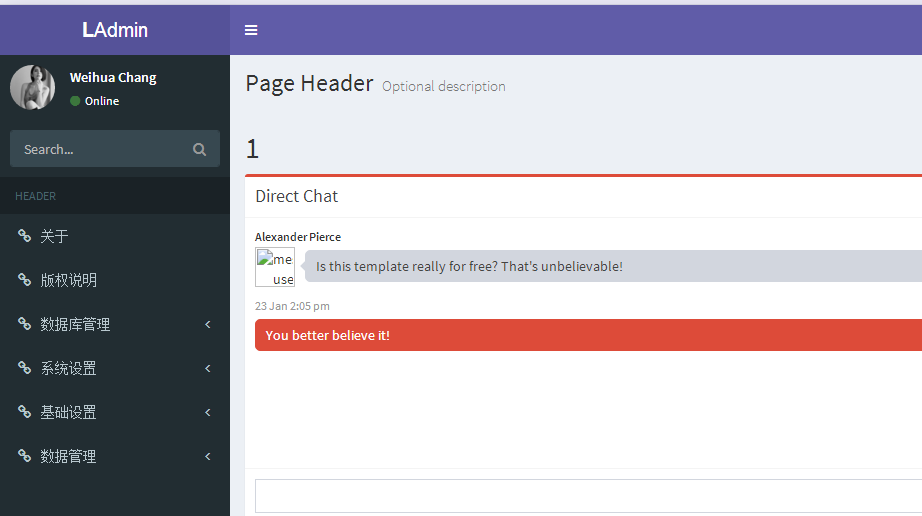 LAdmin
Weihua Chang
Online
Search...
HEADER
关于
版权说明
数据库管理
系统设置
基础设置
数据管理
Page Header Optional description
1
Direct Chat
Alexander Pierce
me
use
Is this template really for free? That's unbelievable!
23 Jan 2:05 pm
You better believe it!